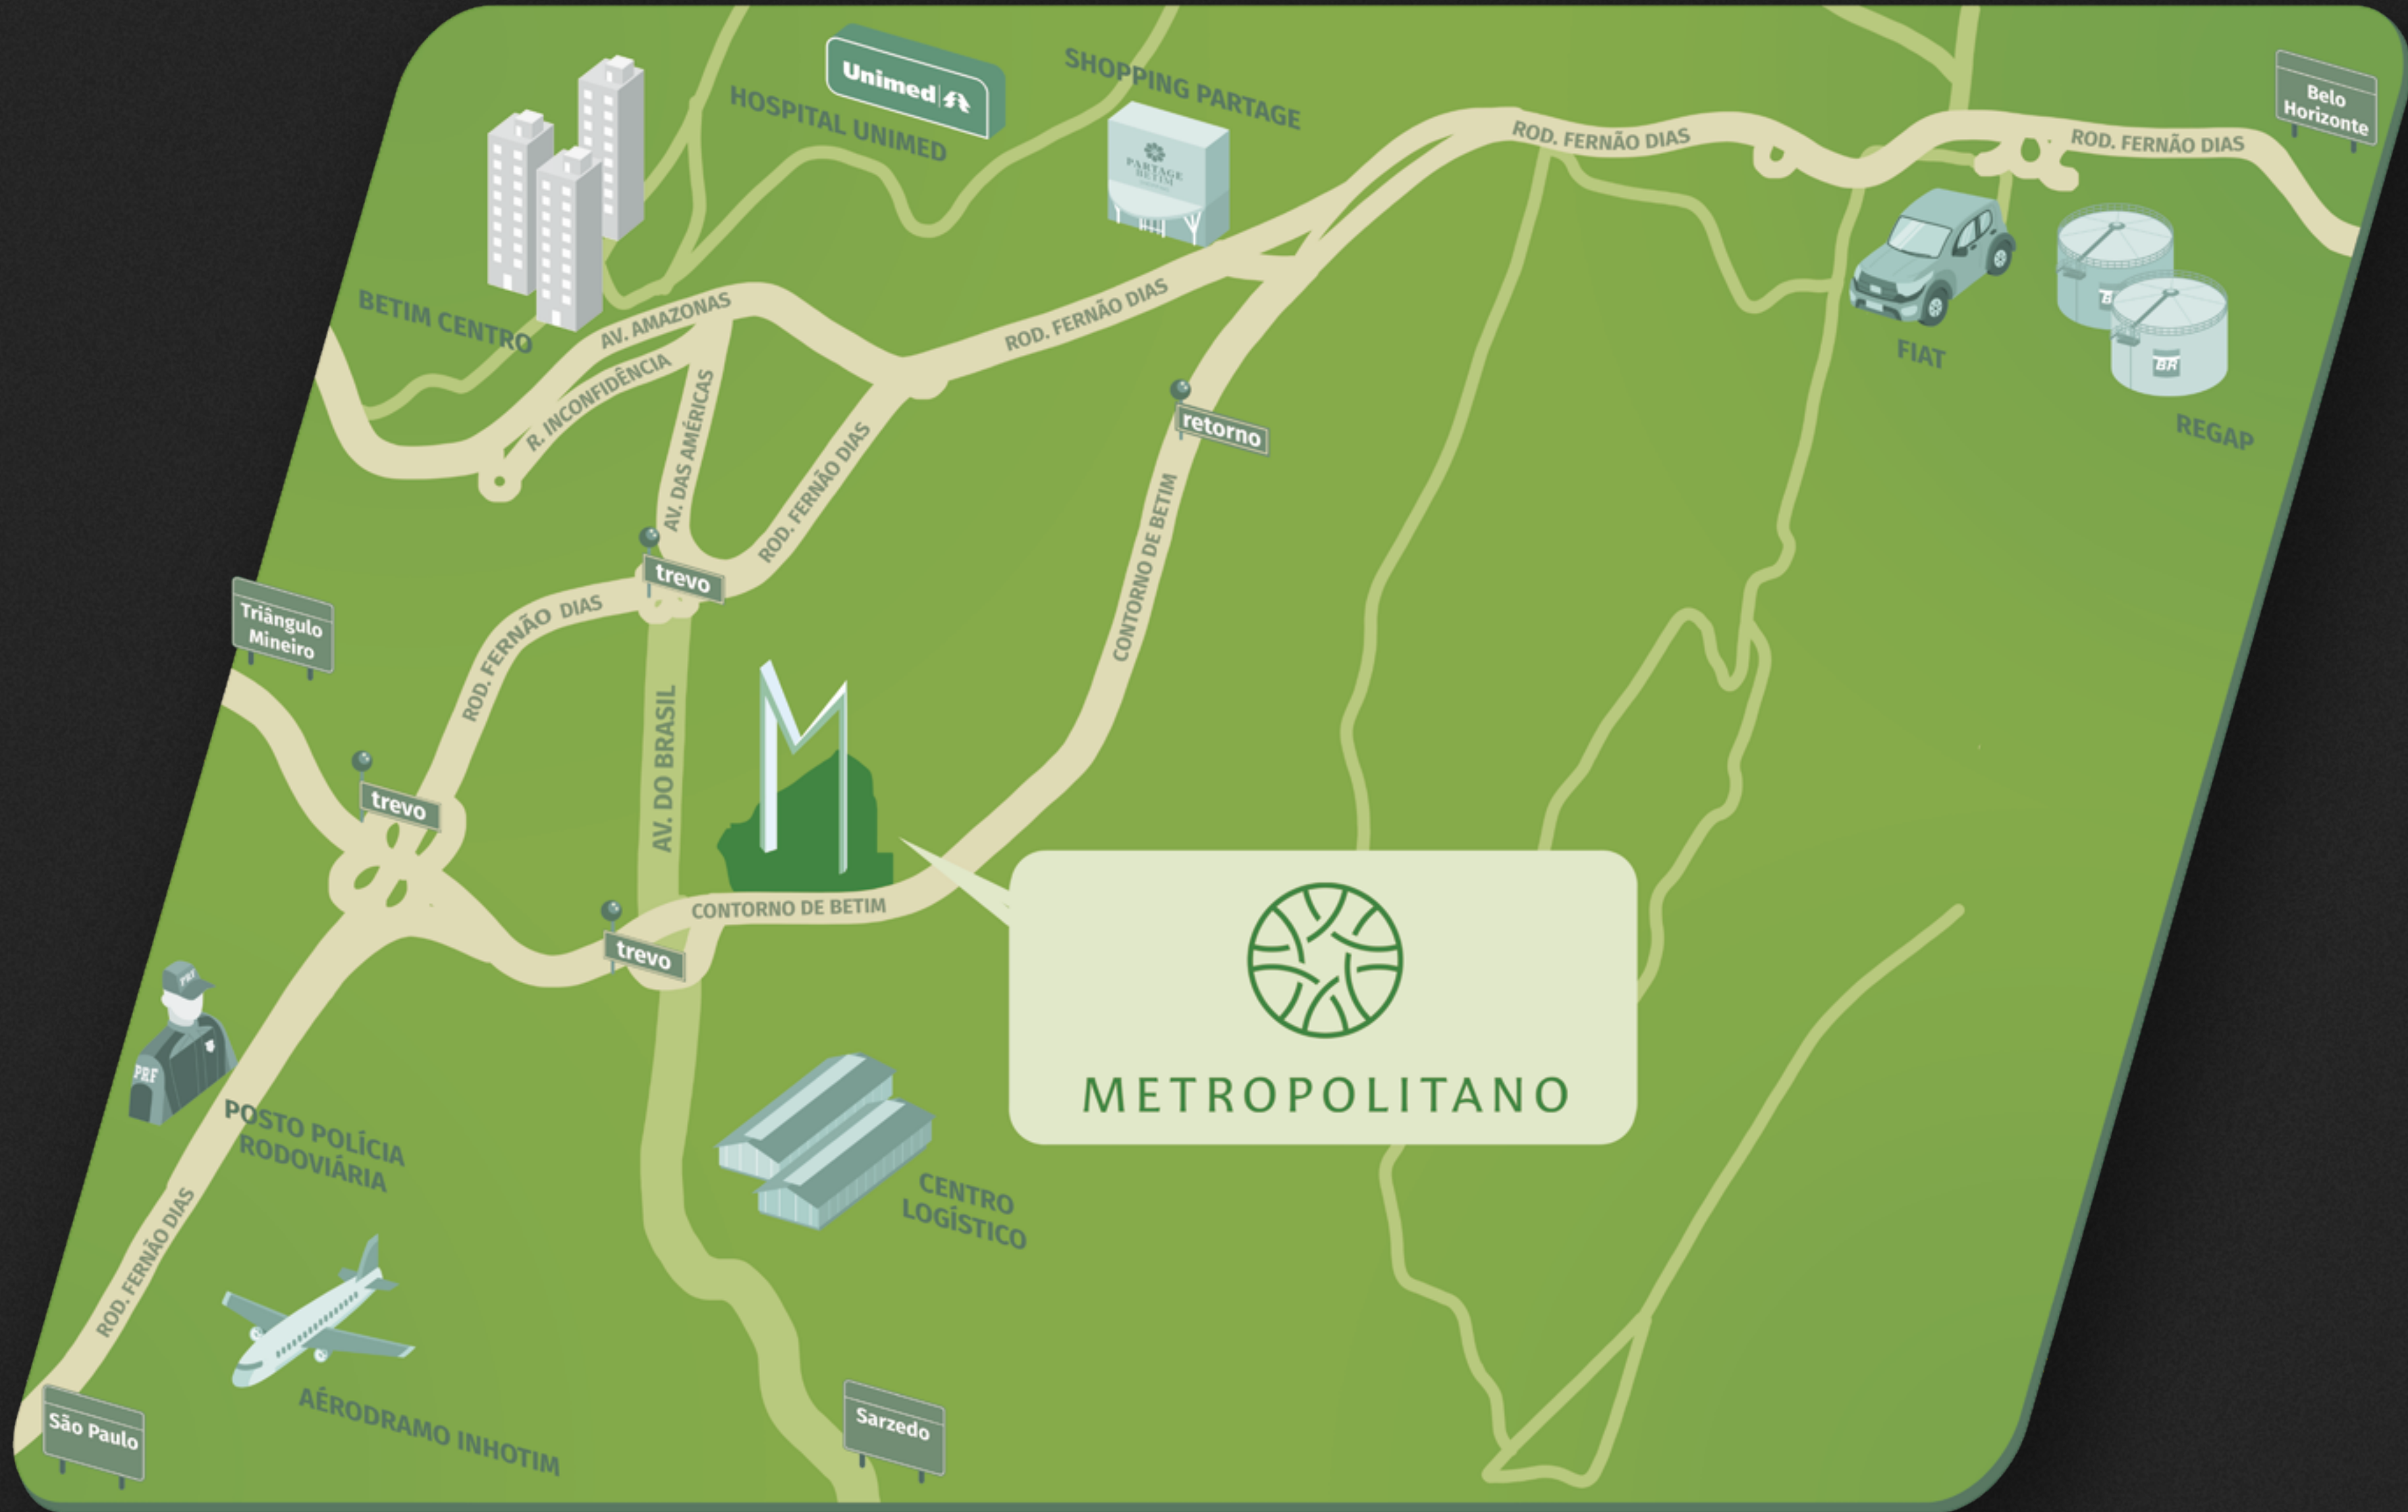 Unimed
HOSPITAL UNIMED
SHOPPING PARTAGE
PARTAGE
BETIM
Belo
Horizonte
ROD. FERNÃO DIAS
ROD. FERNÃO DIAS
BETIM CENTRO
AV. AMAZONAS
R. INCONFIDÊNCIA
ROD. FERNÃO DIAS
FIAT
BR
REGAP
retorno
AV. DAS AMÉRICAS
ROD. FERNÃO DIAS
CONTORNO DE BETIM
trevo
Triângulo
Mineiro
ROD. FERNÃO DIAS
AV. DO BRASIL
trevo
CONTORNO DE BETIM
trevo
METROPOLITANO
PRF
PRF
POSTO POLÍCIA
RODOVIÁRIA
CENTRO
LOGÍSTICO
ROD. FERNÃO DIAS
AÉRODRAMO INHOTIM
São Paulo
Sarzedo